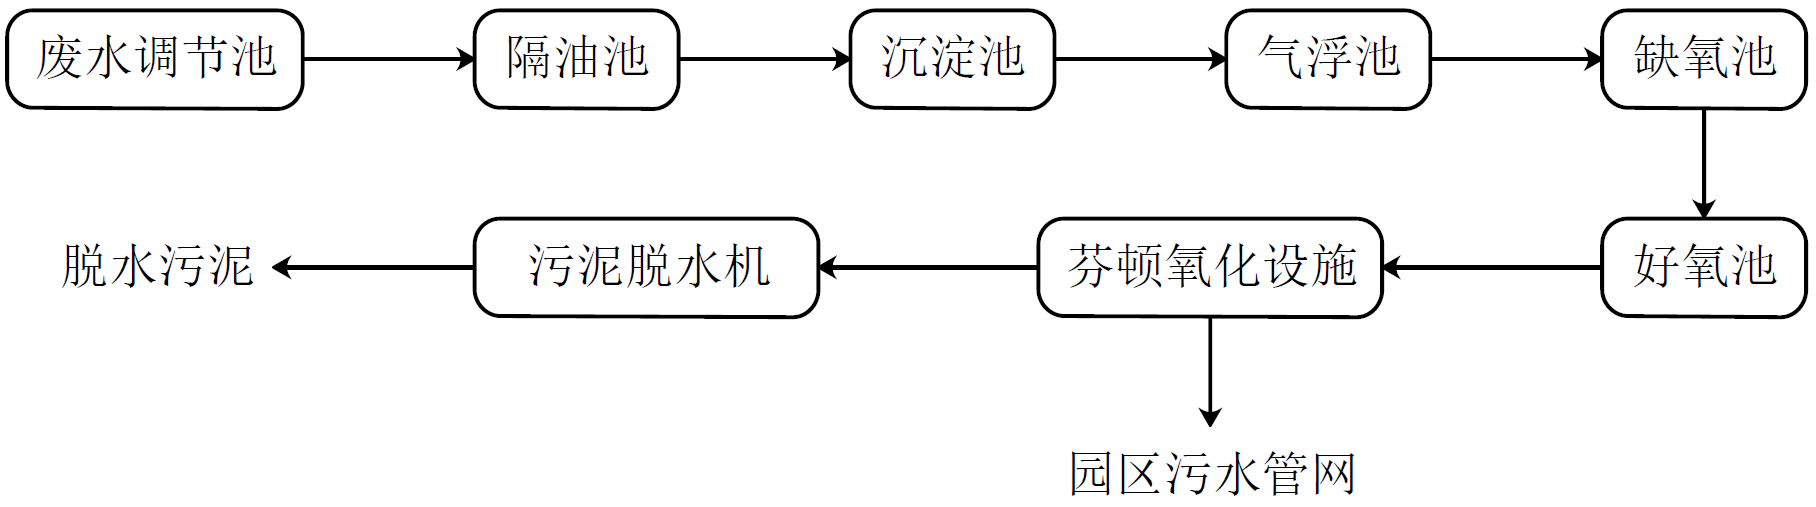 废水调节池
隔油池
沉淀池
气浮池
缺氧池
脱水污泥
污泥脱水机
芬顿氧化设施
好氧池
园区污水管网